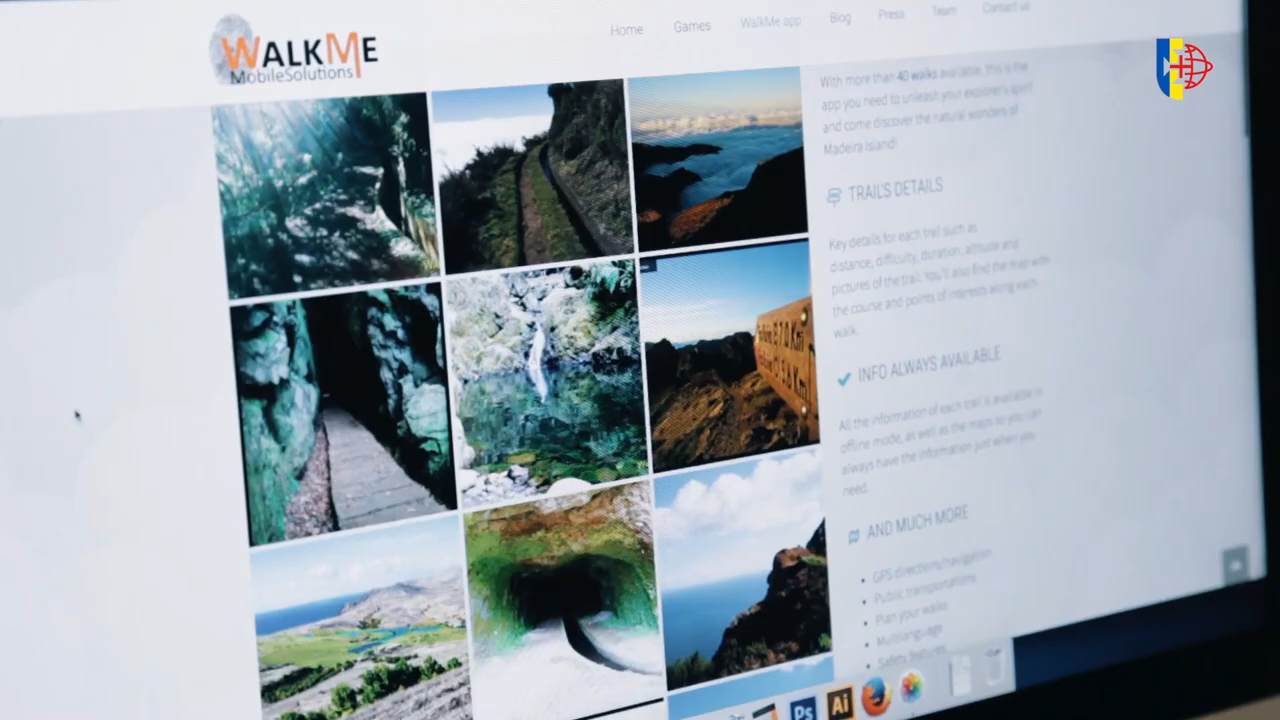 WALKME
MobileSolutions
Home
Games
WalkMe app
Blog
Press
Team
Contact us
With more than 40 walks available, this is the
app you need to unleash your explorer's spirit
and come discover the natural wonders of
Madeira Island!
TRAIL'S DETAILS
Key details for each trail such as
distance, difficulty, duration, altitude and
pictures of the trail. You'll also find the map with
the course and points of interests along each
walk.
INFO ALWAYS AVAILABLE
All the information of each trail is available in
offline mode, as well as the maps so you can
always have the information just when you
need.
AND MUCH MORE
GPS directions/navigation
Public transportations
Plan your walks
Multilanguage
Safety features
Ps
Ai